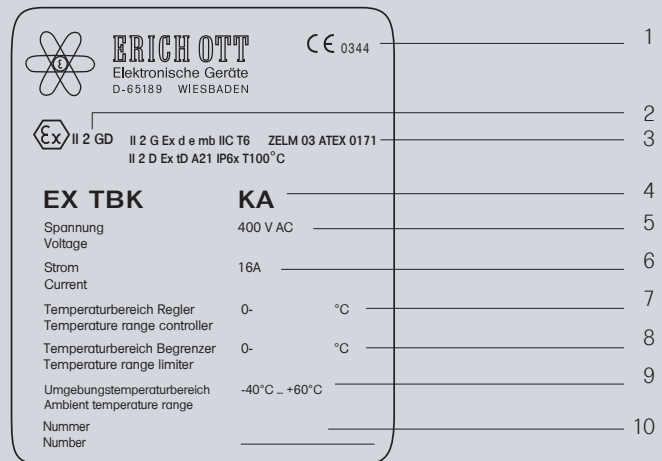 ERICH OTT CE 0344 1
Elektronische Geräte
D-65189 WIESBADEN
2
Ex II 2 GD II 2 G Ex d e mb IIC T6 ZELM 03 ATEX 0171 3
II 2 D Ex tD A21 IP6x T100°C
EX TBK KA 4
Spannung 400 V AC 5
Voltage
Strom 16A 6
Current
Temperaturbereich Regler 0- °C 7
Temperature range controller
Temperaturbereich Begrenzer 0- °C 8
Temperature range limiter
Umgebungstemperaturbereich -40°C ... +60°C 9
Ambient temperature range
Nummer 10
Number